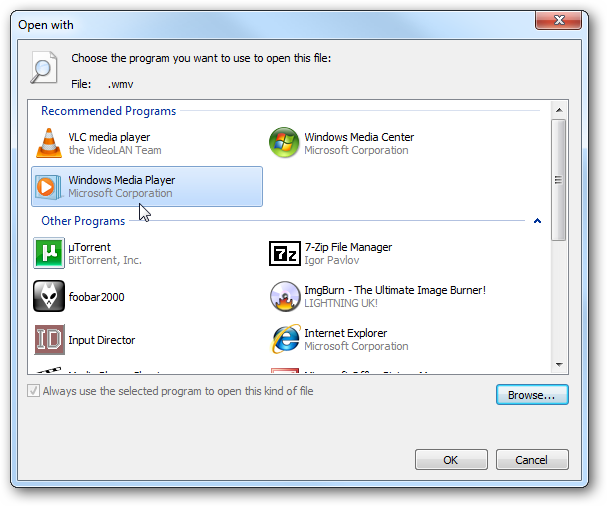 Open with
Choose the program you want to use to open this file:
File: .wmv
Recommended Programs
VLC media player
the VideoLAN Team
Windows Media Center
Microsoft Corporation
Windows Media Player
Microsoft Corporation
Other Programs
µ
µTorrent
BitTorrent, Inc.
7z
7-Zip File Manager
Igor Pavlov
foobar2000
ImgBurn - The Ultimate Image Burner!
LIGHTNING UK!
ID
Input Director
Internet Explorer
Microsoft Corporation
Always use the selected program to open this kind of file
Browse...
OK
Cancel